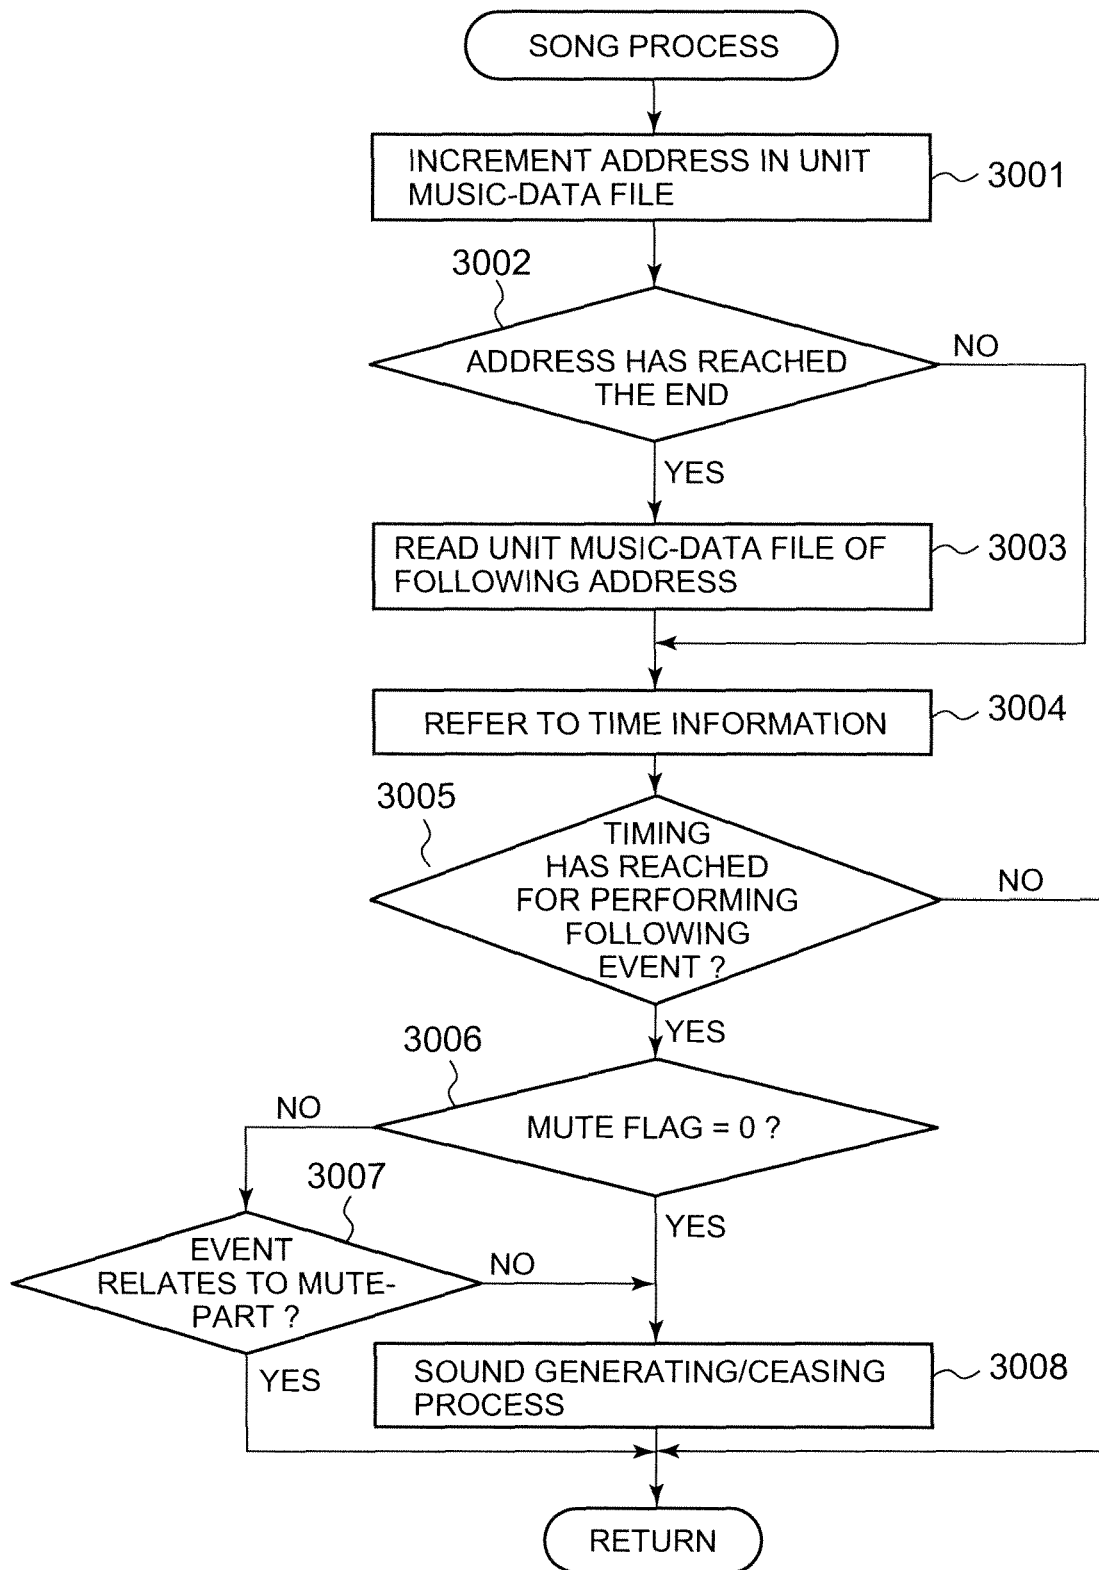 SONG PROCESS
INCREMENT ADDRESS IN UNIT
MUSIC-DATA FILE
3001
3002
ADDRESS HAS REACHED
THE END
NO
YES
READ UNIT MUSIC-DATA FILE OF
FOLLOWING ADDRESS
3003
REFER TO TIME INFORMATION
3004
3005
TIMING
HAS REACHED
FOR PERFORMING
FOLLOWING
EVENT ?
NO
YES
3006
NO
MUTE FLAG = 0 ?
YES
3007
EVENT
RELATES TO MUTE-
PART ?
NO
YES
SOUND GENERATING/CEASING
PROCESS
3008
RETURN